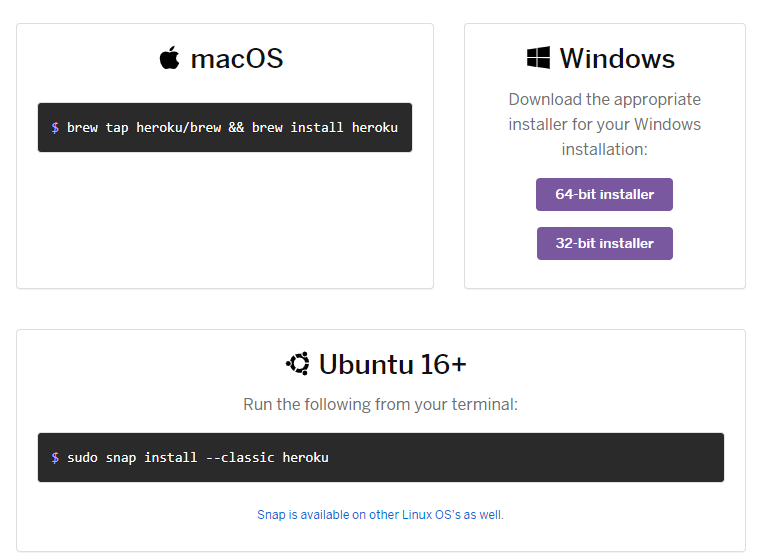 macOS
$ brew tap heroku/brew && brew install heroku
Windows
Download the appropriate
installer for your Windows
installation:
64-bit installer
32-bit installer
Ubuntu 16+
Run the following from your terminal:
$ sudo snap install --classic heroku
Snap is available on other Linux OS's as well.